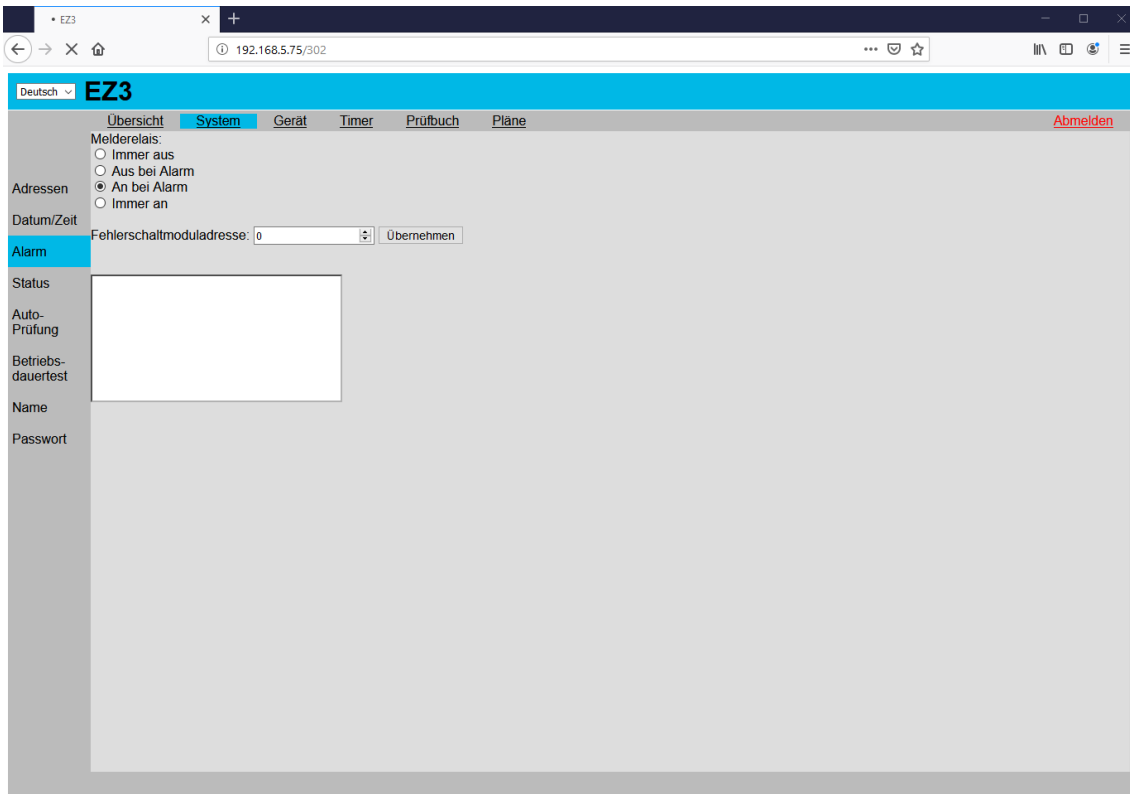 • EZ3
192.168.5.75/302
Deutsch
EZ3
Übersicht System Gerät Timer Prüfbuch Pläne Abmelden
Melderelais:
Immer aus
Aus bei Alarm
An bei Alarm
Immer an
Fehlerschaltmoduladresse: 0 Übernehmen
Adressen
Datum/Zeit
Alarm
Status
Auto-
Prüfung
Betriebs-
dauertest
Name
Passwort